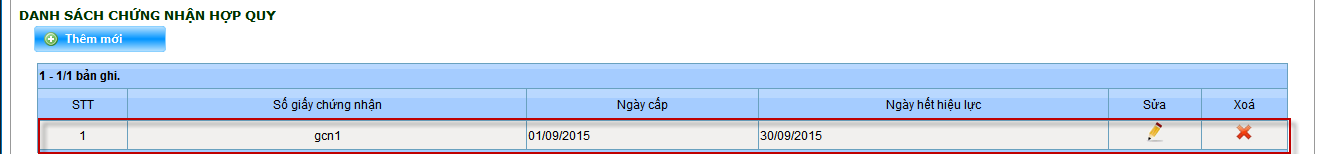 DANH SÁCH CHỨNG NHẬN HỢP QUY
Thêm mới
1 - 1/1 bản ghi.
STT Số giấy chứng nhận Ngày cấp Ngày hết hiệu lực Sửa Xoá
1 gcn1 01/09/2015 30/09/2015